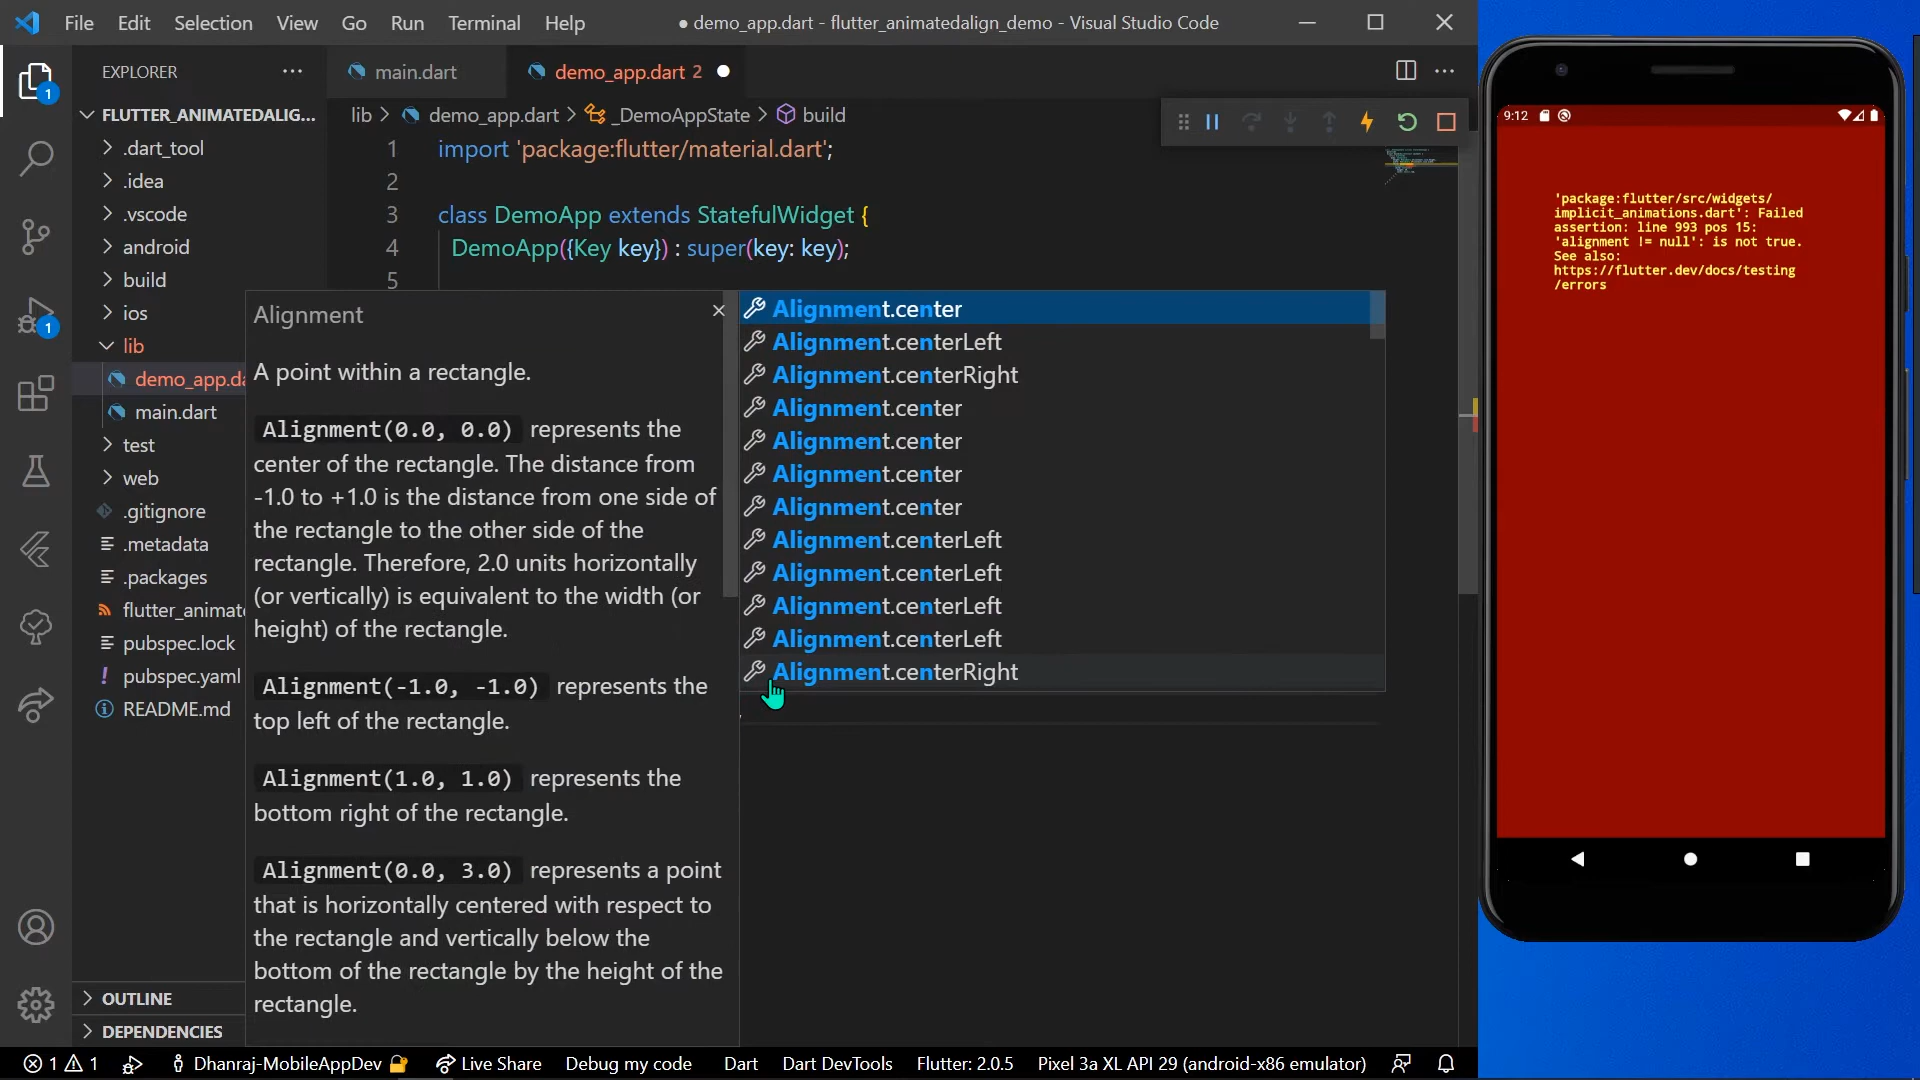 File Edit Selection View Go Run Terminal Help
● demo_app.dart - flutter_animatedalign_demo - Visual Studio Code
EXPLORER
main.dart
demo_app.dart 2
FLUTTER_ANIMATEDALIG...
lib > demo_app.dart > _DemoAppState > build
.dart_tool
.idea
.vscode
android
build
ios
lib
demo_app.da
main.dart
test
web
.gitignore
.metadata
.packages
flutter_animate
pubspec.lock
pubspec.yaml
README.md
OUTLINE
DEPENDENCIES
1
1
1 import 'package:flutter/material.dart';
2
3 class DemoApp extends StatefulWidget {
4 DemoApp({Key key}) : super(key: key);
5
Alignment
A point within a rectangle.
Alignment(0.0, 0.0) represents the
center of the rectangle. The distance from
-1.0 to +1.0 is the distance from one side of
the rectangle to the other side of the
rectangle. Therefore, 2.0 units horizontally
(or vertically) is equivalent to the width (or
height) of the rectangle.
Alignment(-1.0, -1.0) represents the
top left of the rectangle.
Alignment(1.0, 1.0) represents the
bottom right of the rectangle.
Alignment(0.0, 3.0) represents a point
that is horizontally centered with respect to
the rectangle and vertically below the
bottom of the rectangle by the height of the
rectangle.
Alignment.center
Alignment.centerLeft
Alignment.centerRight
Alignment.center
Alignment.center
Alignment.center
Alignment.center
Alignment.centerLeft
Alignment.centerLeft
Alignment.centerLeft
Alignment.centerLeft
Alignment.centerRight
9:12
'package:flutter/src/widgets/
implicit_animations.dart': Failed
assertion: line 993 pos 15:
'alignment != null': is not true.
See also:
https://flutter.dev/docs/testing
/errors
1 1 Dhanraj-MobileAppDev Live Share Debug my code Dart Dart DevTools Flutter: 2.0.5 Pixel 3a XL API 29 (android-x86 emulator)